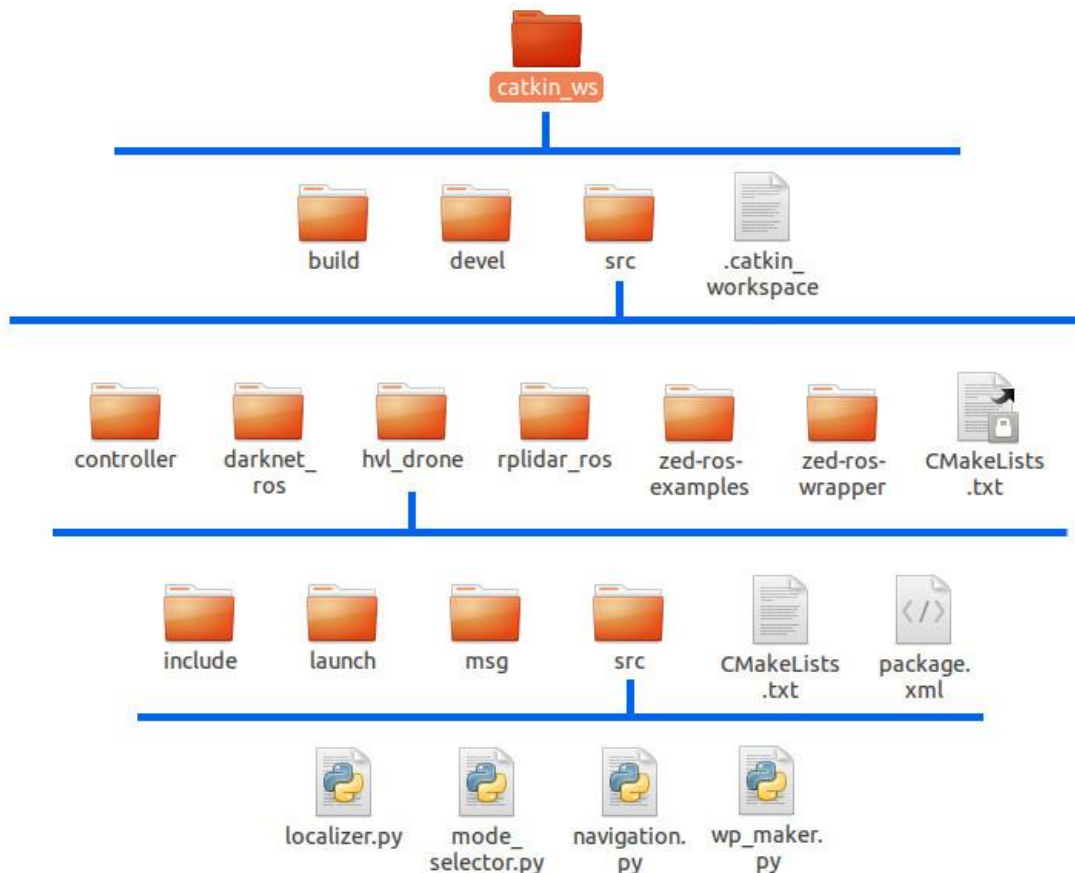 catkin_ws
build
devel
src
.catkin_
workspace
controller
darknet_
ros
hvl_drone
rplidar_ros
zed-ros-
examples
zed-ros-
wrapper
CMakeLists
.txt
include
launch
msg
src
CMakeLists
.txt
package.
xml
localizer.py
mode_
selector.py
navigation.
py
wp_maker.
py